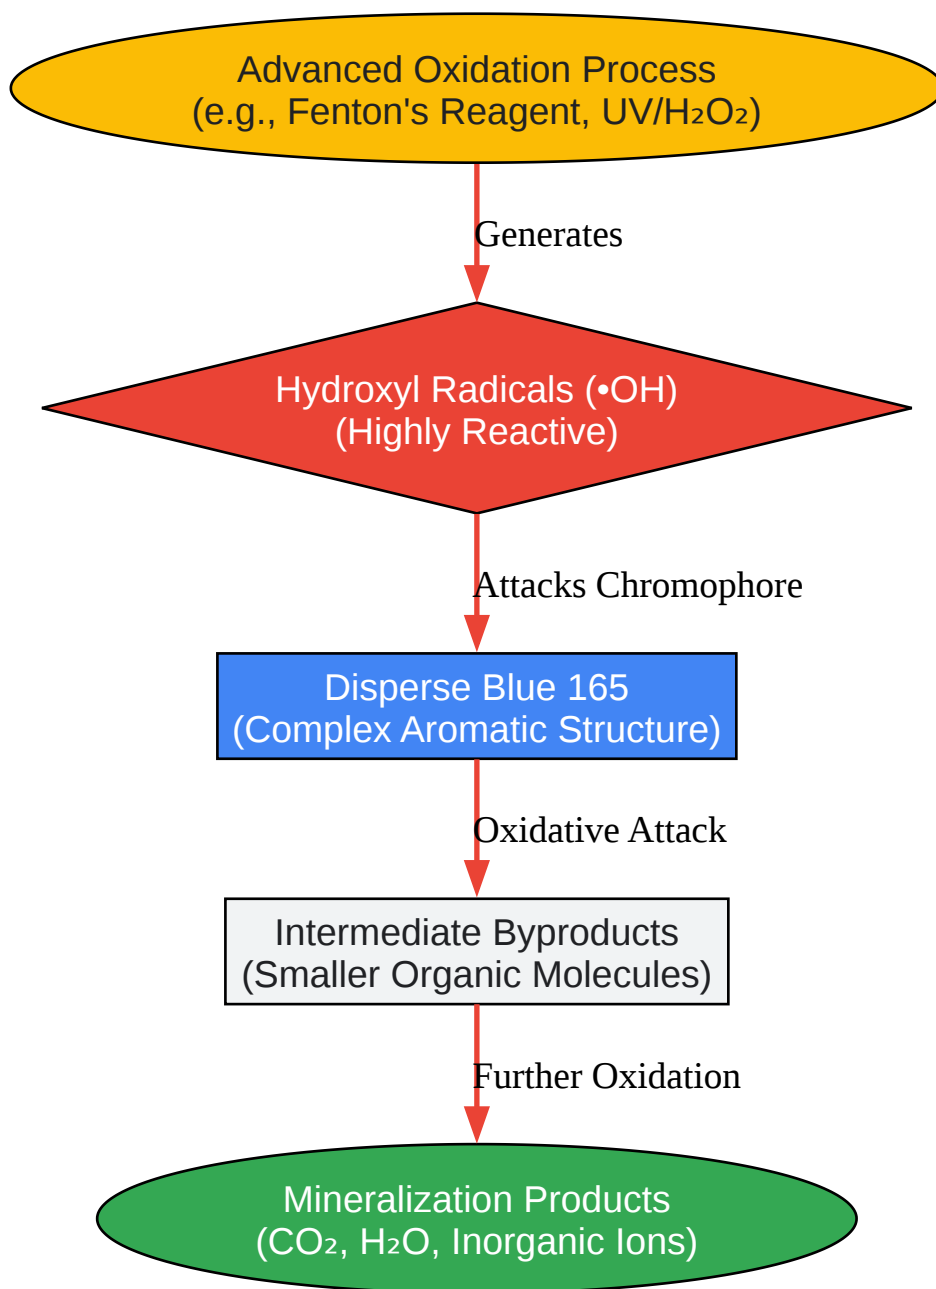 Advanced Oxidation Process
(e.g., Fenton's Reagent, UV/H₂O₂)
Generates
Hydroxyl Radicals (•OH)
(Highly Reactive)
Attacks Chromophore
Disperse Blue 165
(Complex Aromatic Structure)
Oxidative Attack
Intermediate Byproducts
(Smaller Organic Molecules)
Further Oxidation
Mineralization Products
(CO₂, H₂O, Inorganic Ions)